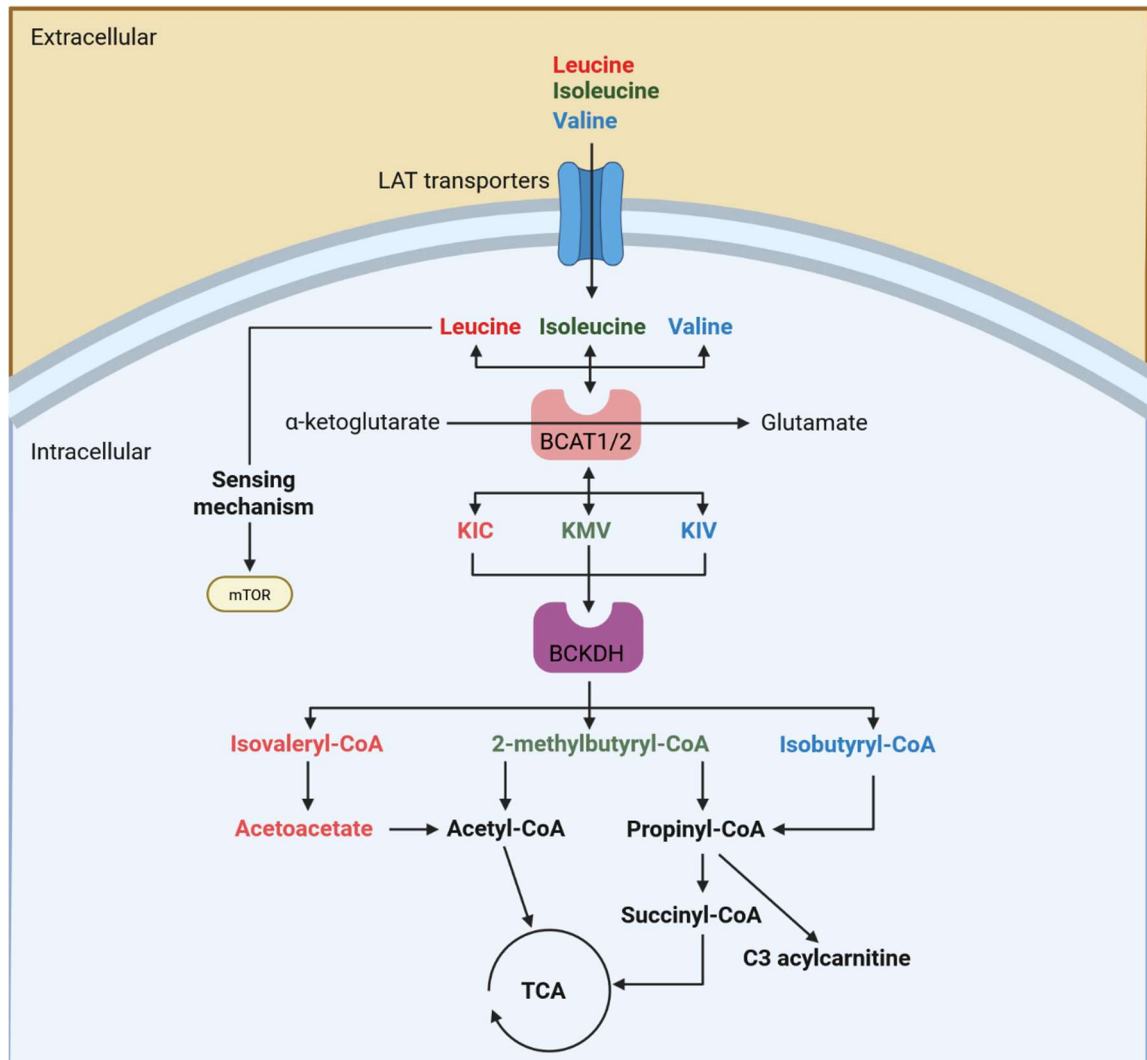 Extracellular
Leucine
Isoleucine
Valine
LAT transporters
Leucine Isoleucine Valine
α-ketoglutarate
BCAT1/2
Glutamate
Intracellular
Sensing
mechanism
mTOR
KIC KMV KIV
BCKDH
Isovaleryl-CoA 2-methylbutyryl-CoA Isobutyryl-CoA
Acetoacetate Acetyl-CoA Propinyl-CoA
Succinyl-CoA
C3 acylcarnitine
TCA